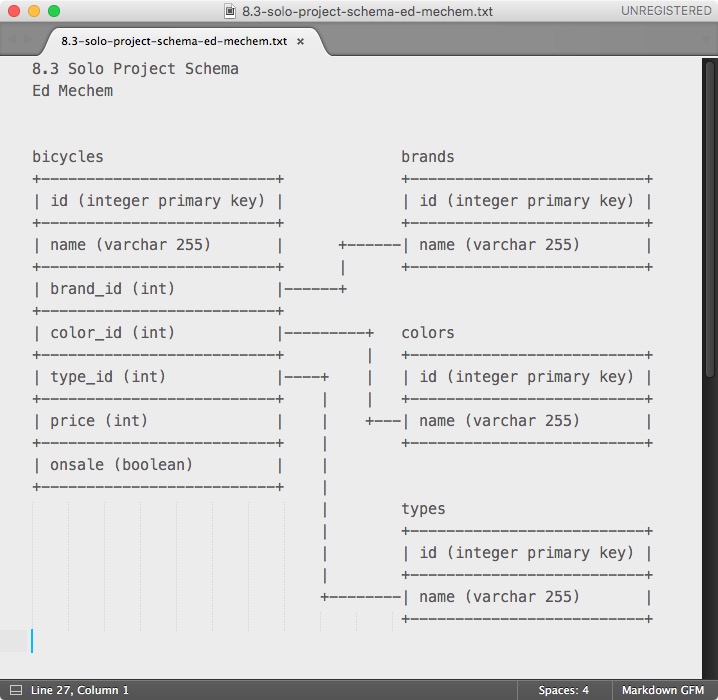 8.3-solo-project-schema-ed-mechem.txt
UNREGISTERED
8.3-solo-project-schema-ed-mechem.txt ×
8.3 Solo Project Schema
Ed Mechem
bicycles
id (integer primary key)
name (varchar 255)
brand_id (int)
color_id (int)
type_id (int)
price (int)
onsale (boolean)
brands
id (integer primary key)
name (varchar 255)
colors
id (integer primary key)
name (varchar 255)
types
id (integer primary key)
name (varchar 255)
Line 27, Column 1
Spaces: 4
Markdown GFM